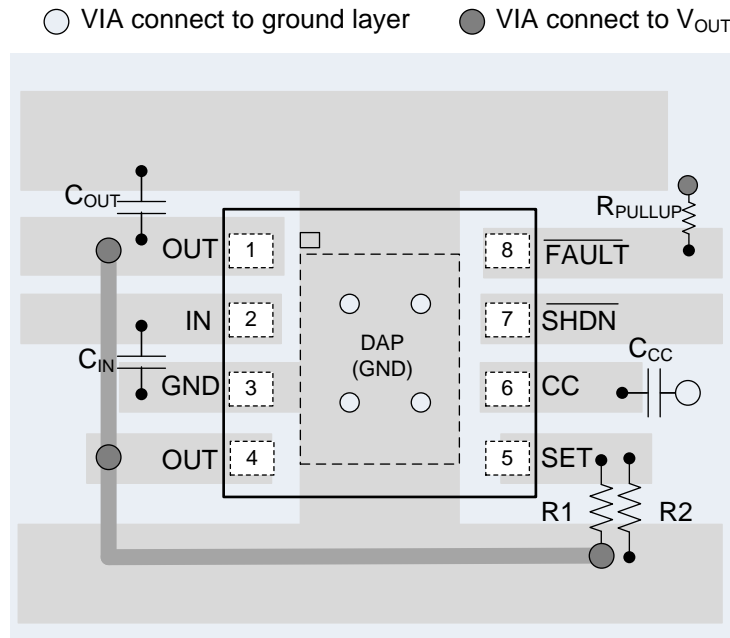 VIA connect to ground layer
VIA connect to VOUT
COUT
RPULLUP
OUT 1
8 FAULT
IN 2
7 SHDN
DAP
(GND)
CIN
CCC
GND 3
6 CC
OUT 4
5 SET
R1
R2